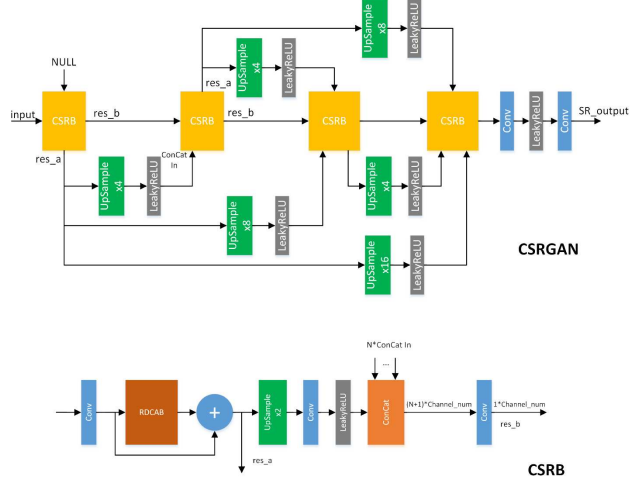 UpSample
x8
LeakyReLU
UpSample
x4
LeakyReLU
NULL
res_a
input
CSRB
res_b
CSRB
res_b
CSRB
CSRB
Conv
LeakyReLU
Conv
SR_output
res_a
ConCat
In
UpSample
x4
LeakyReLU
UpSample
x4
LeakyReLU
UpSample
x8
LeakyReLU
UpSample
x16
LeakyReLU
CSRGAN
N*ConCat In
...
Conv
RDCAB
+
UpSample
x2
Conv
LeakyReLU
ConCat
(N+1)*Channel_num
Conv
1*Channel_num
res_b
res_a
CSRB